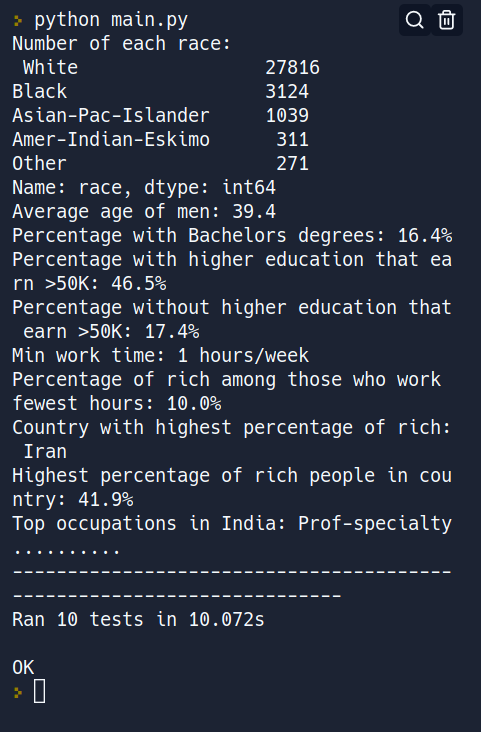 > python main.py
Number of each race:
 White                 27816
Black                  3124
Asian-Pac-Islander     1039
Amer-Indian-Eskimo      311
Other                   271
Name: race, dtype: int64
Average age of men: 39.4
Percentage with Bachelors degrees: 16.4%
Percentage with higher education that ea
rn >50K: 46.5%
Percentage without higher education that
 earn >50K: 17.4%
Min work time: 1 hours/week
Percentage of rich among those who work
fewest hours: 10.0%
Country with highest percentage of rich:
 Iran
Highest percentage of rich people in cou
ntry: 41.9%
Top occupations in India: Prof-specialty
..........
----------------------------------------
------------------------------
Ran 10 tests in 10.072s

OK
>